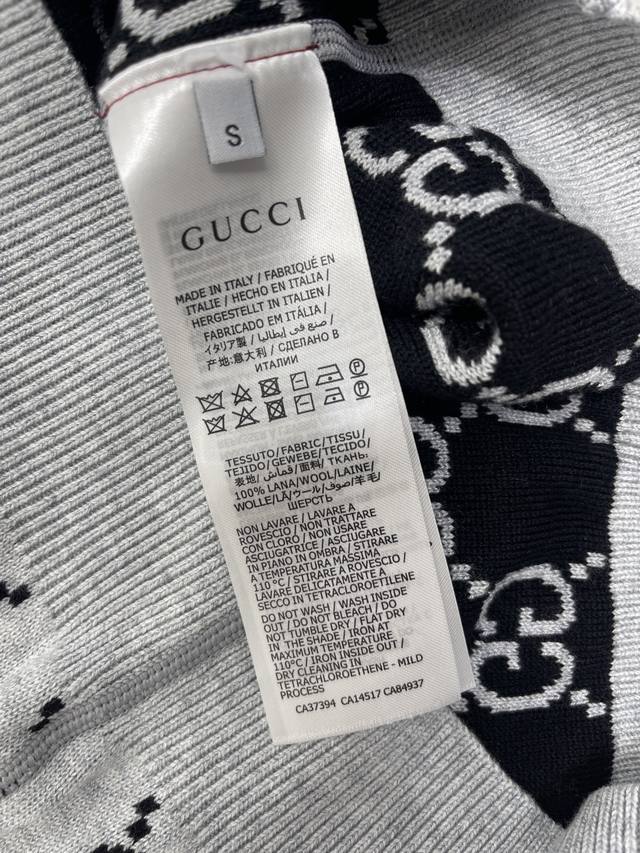 S
GUCCI
MADE IN ITALY / FABRIQUÉ EN
ITALIE / HECHO EN ITALIA /
HERGESTELLT IN ITALIEN /
FABRICADO EM ITÁLIA /
イタリア製 / صنع في إيطاليا /
产地:意大利 / СДЕЛАНО В
ИТАЛИИ
P
P
TESSUTO/FABRIC/TISSU/
TEJIDO/GEWEBE/TECIDO/
表地/قماش/面料/ ТКАНЬ:
100% LANA/WOOL/LAINE/
WOLLE/LÃ/ウール/صوف/羊毛/
ШЕРСТЬ
NON LAVARE / LAVARE A
ROVESCIO / NON TRATTARE
CON CLORO / NON USARE
ASCIUGATRICE / ASCIUGARE
IN PIANO IN OMBRA / STIRARE
A TEMPERATURA MASSIMA
110 °C / STIRARE A ROVESCIO /
LAVARE DELICATAMENTE A
SECCO IN TETRACLOROETILENE
DO NOT WASH / WASH INSIDE
OUT / DO NOT BLEACH / DO
NOT TUMBLE DRY / FLAT DRY
IN THE SHADE / IRON AT
MAXIMUM TEMPERATURE
110°C / IRON INSIDE OUT /
DRY CLEANING IN
TETRACHLOROETHENE - MILD
PROCESS
CA37394 CA14517 CA84937